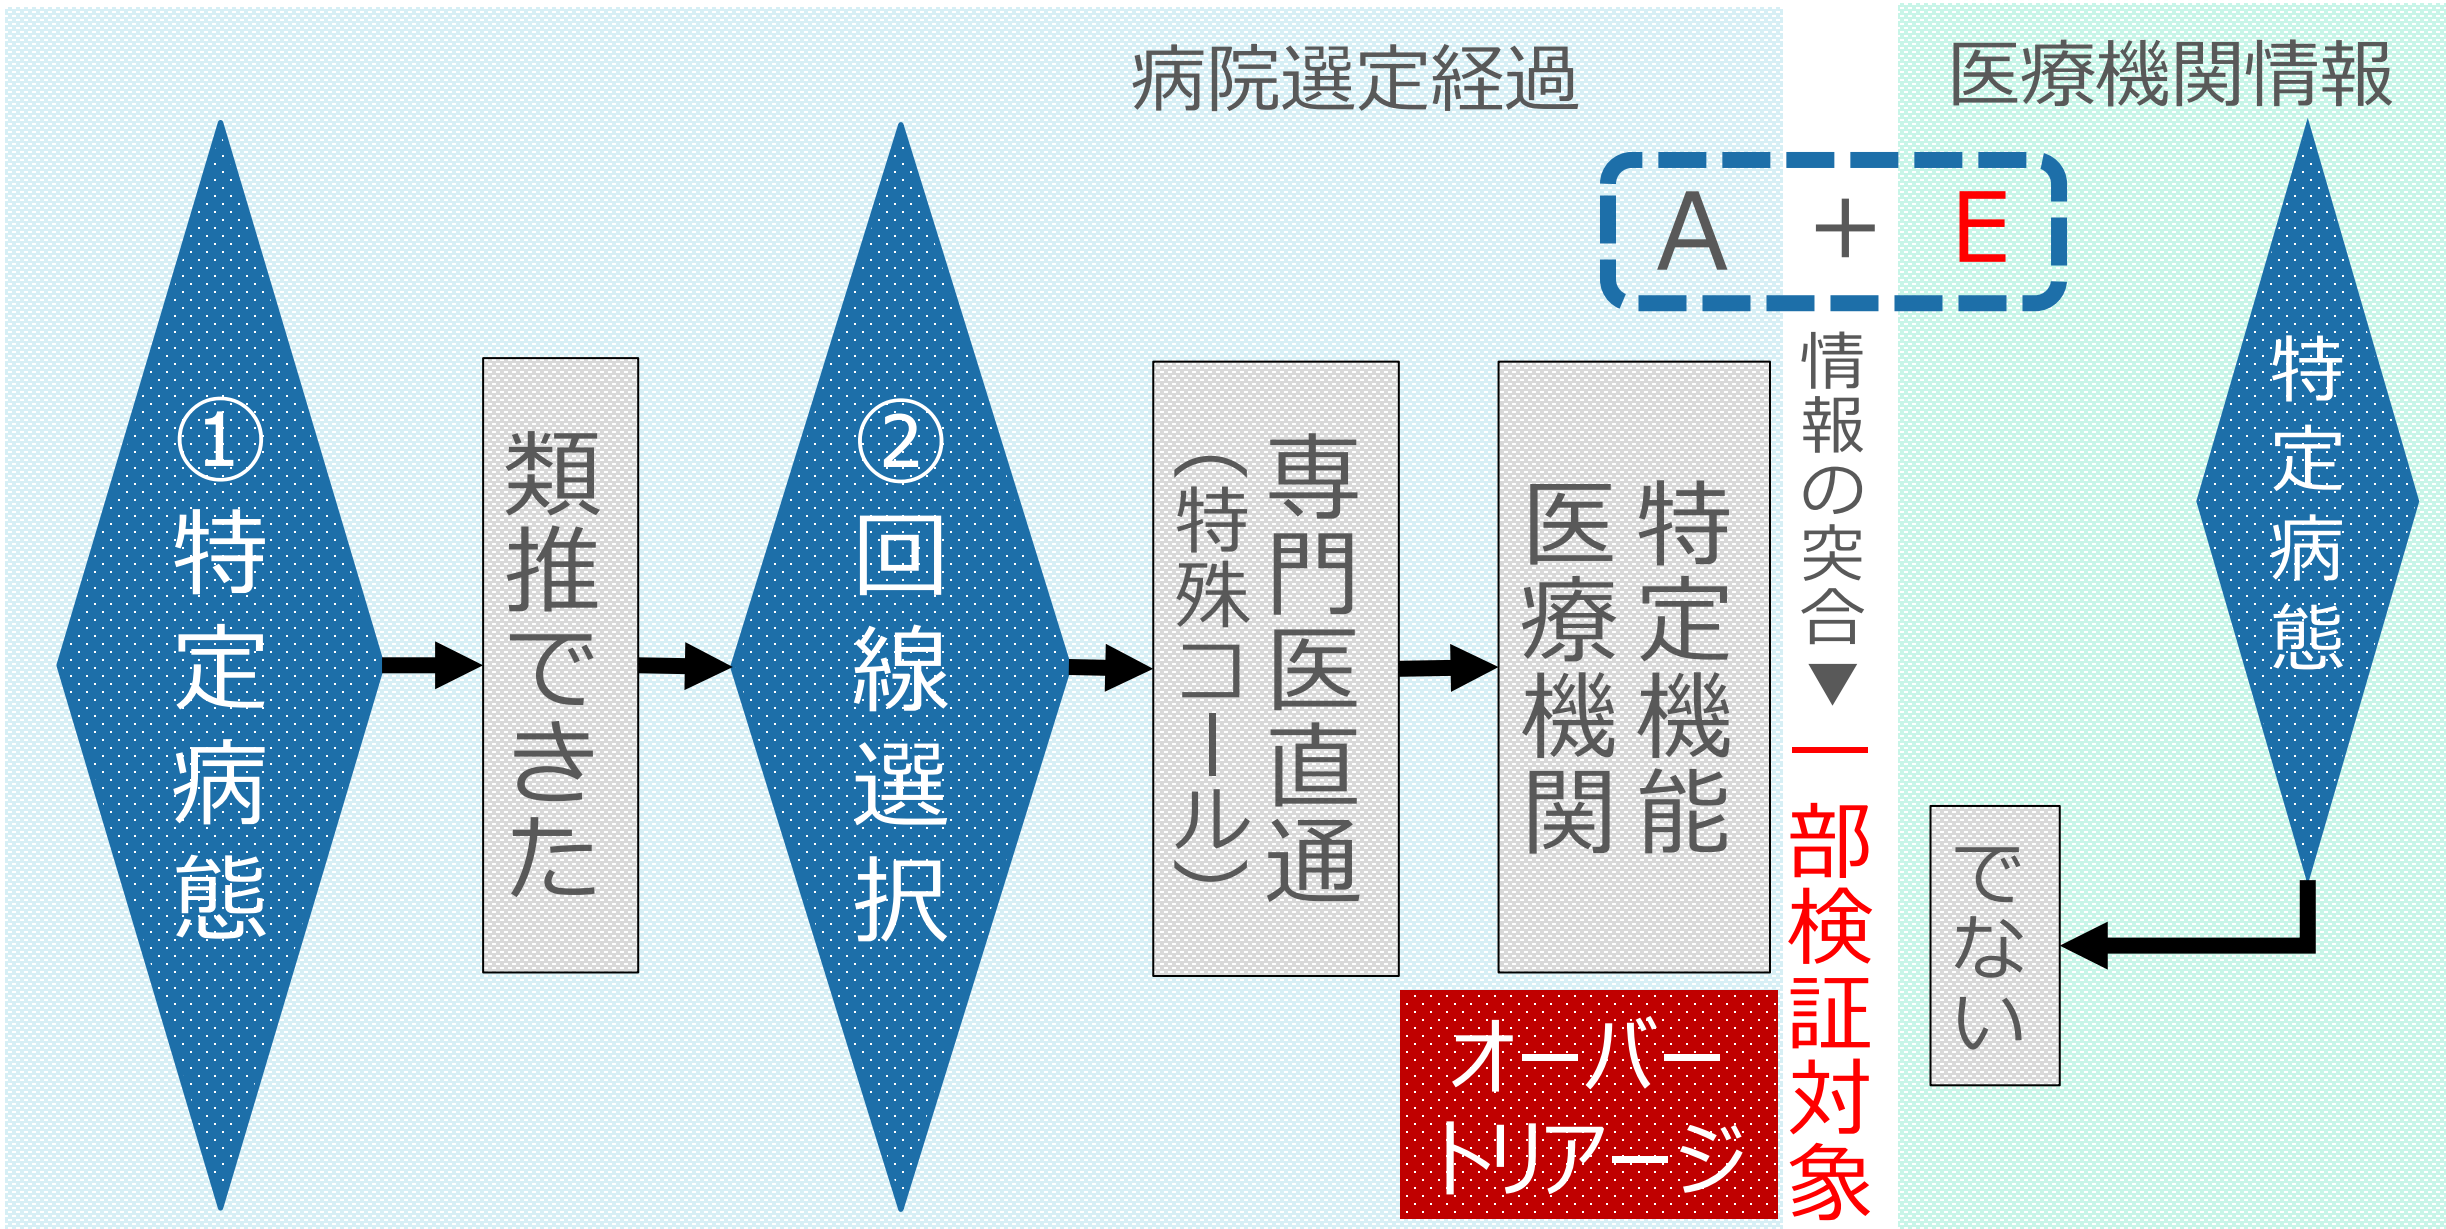 病院選定経過
医療機関情報
A + E
①特定病態
類推できた
②回線選択
専門医直通
（特殊コール）
特定機能
医療機関
情報の突合▼
一部検証対象
特定病態
でない
オーバー
トリアージ